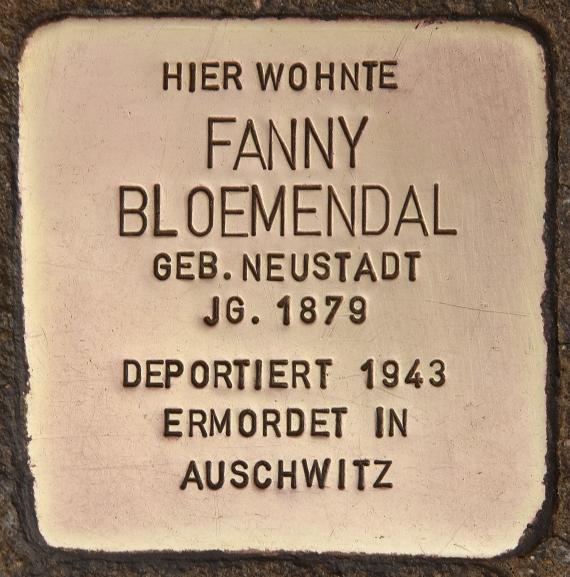 HIER WOHNTE
FANNY
BLOEMENDAL
GEB. NEUSTADT
JG. 1879
DEPORTIERT 1943
ERMORDET IN
AUSCHWITZ